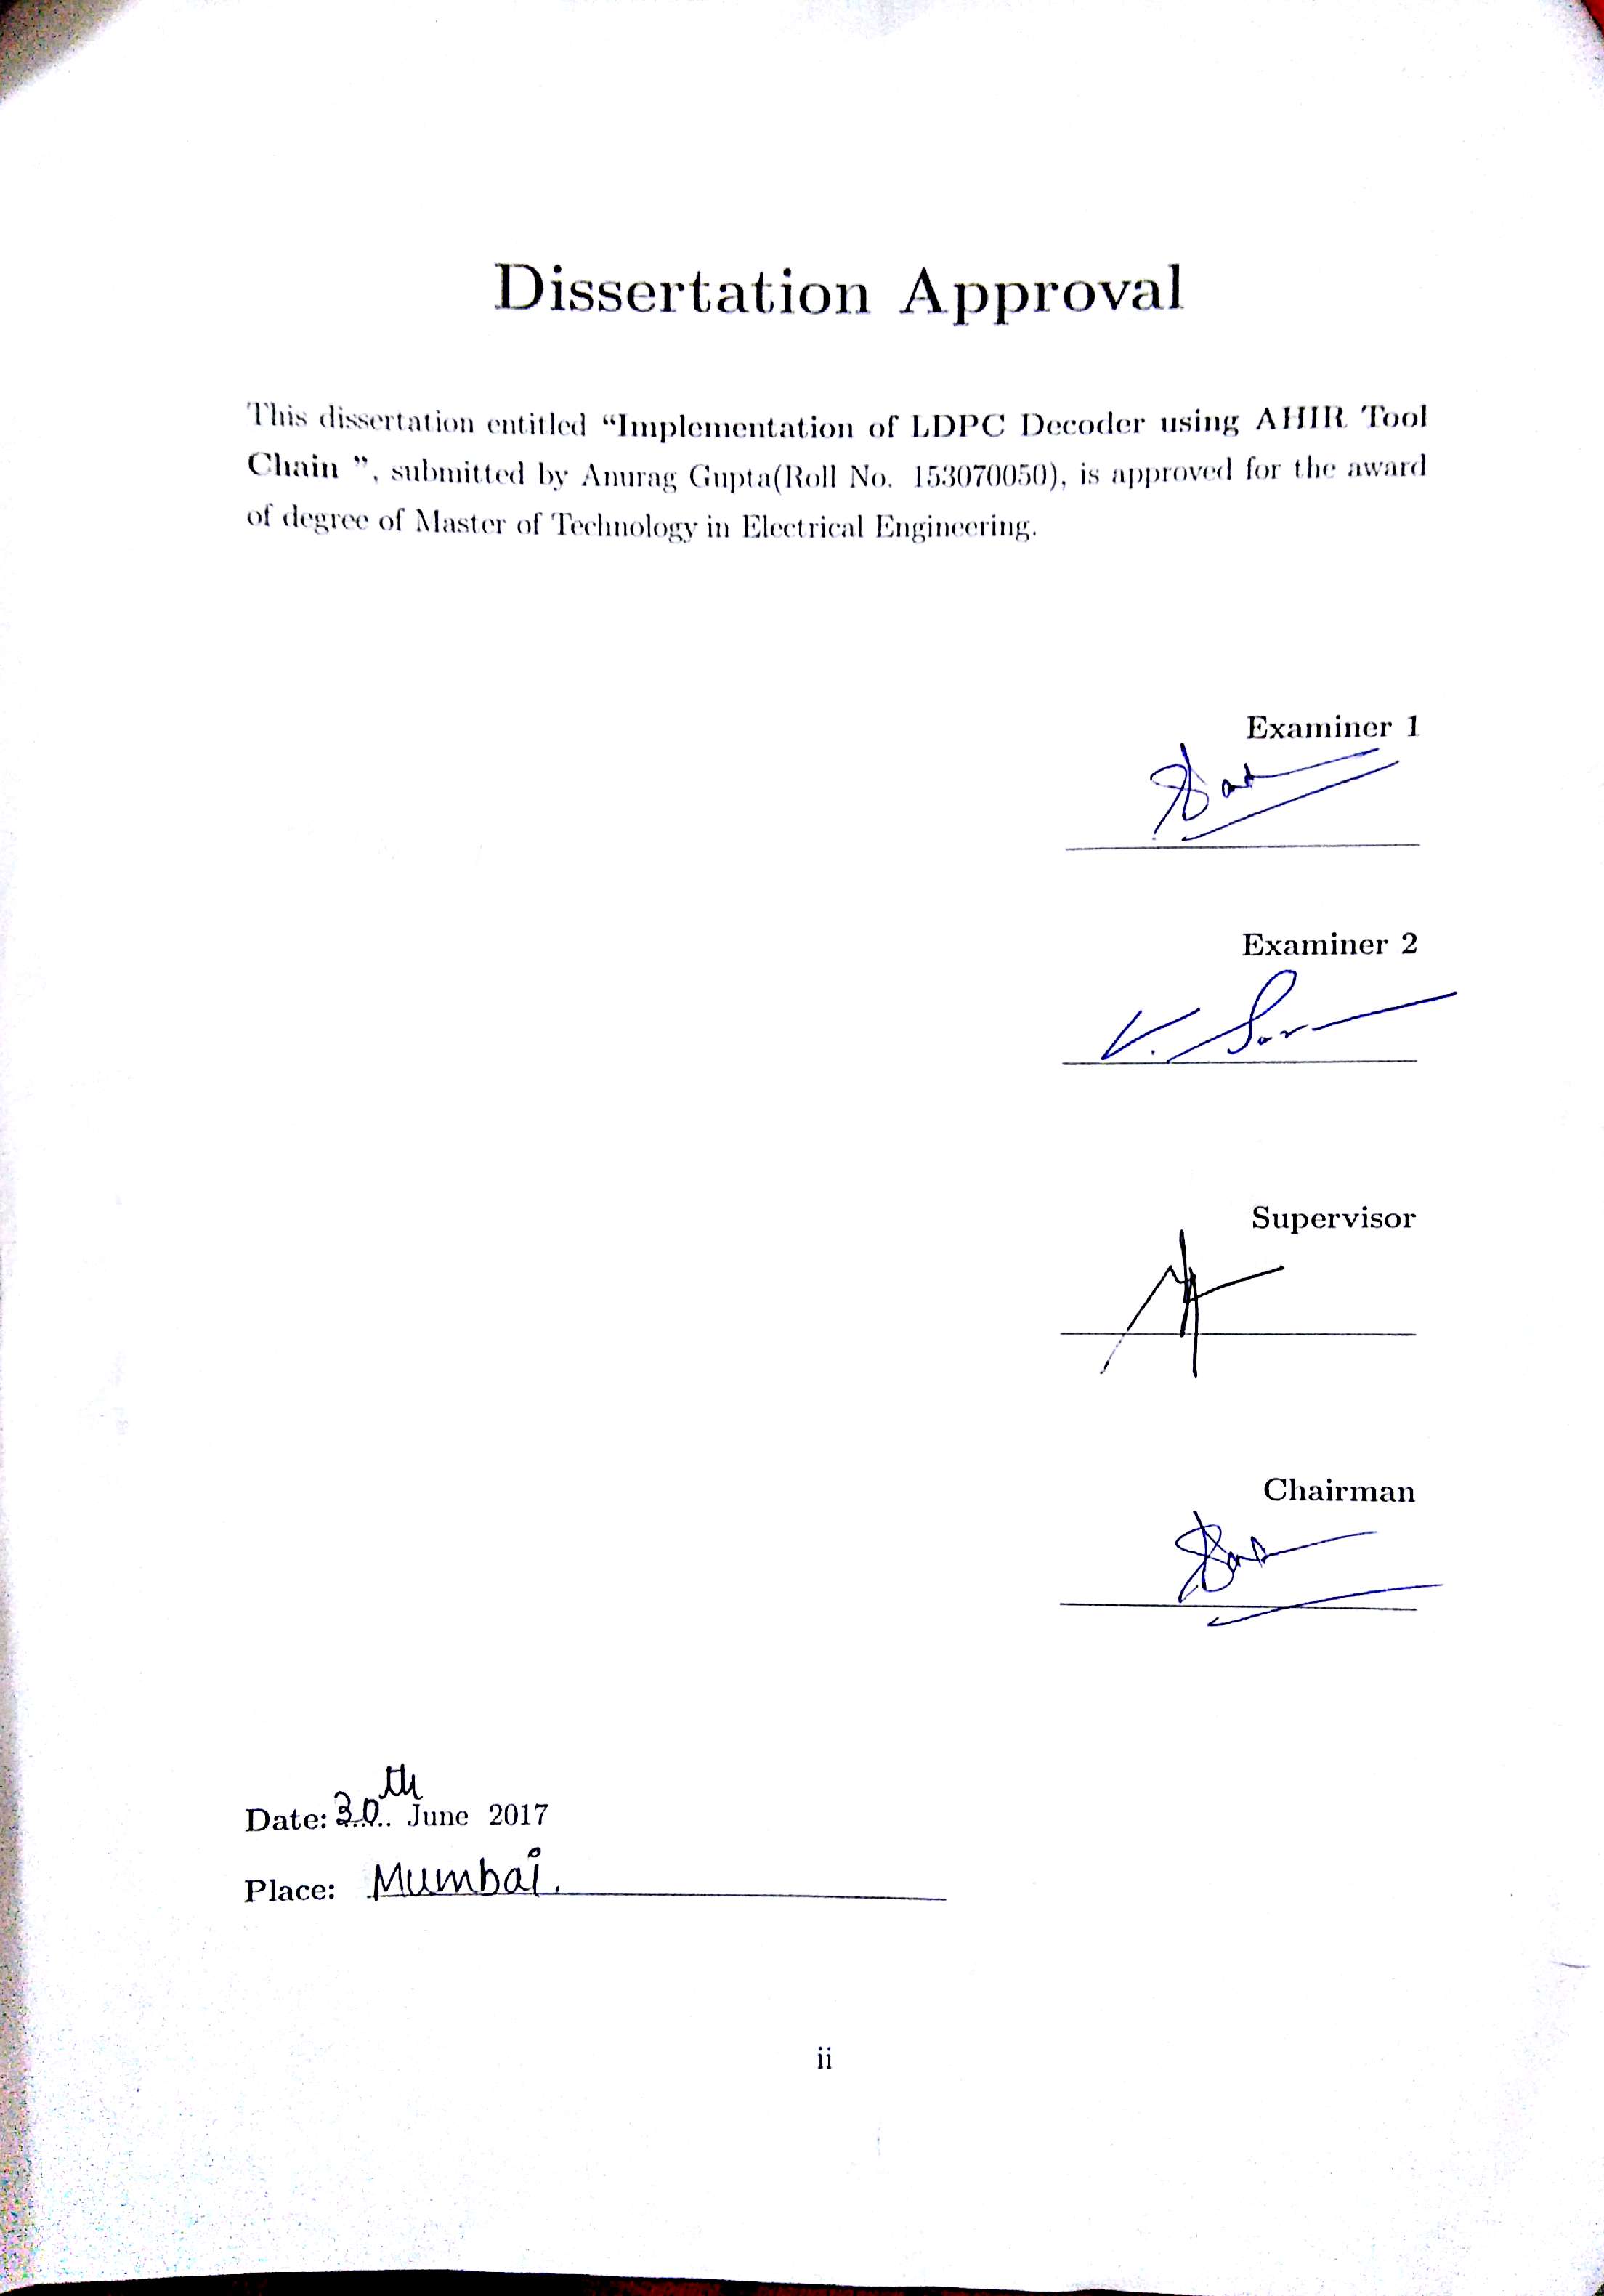 Dissertation Approval
This dissertation entitled “Implementation of LDPC Decoder using AHIR Tool
Chain ”, submitted by Anurag Gupta(Roll No. 153070050), is approved for the award
of degree of Master of Technology in Electrical Engineering.
Examiner 1
Examiner 2
Supervisor
Chairman
Date: 30th June 2017
Place: Mumbai.
ii